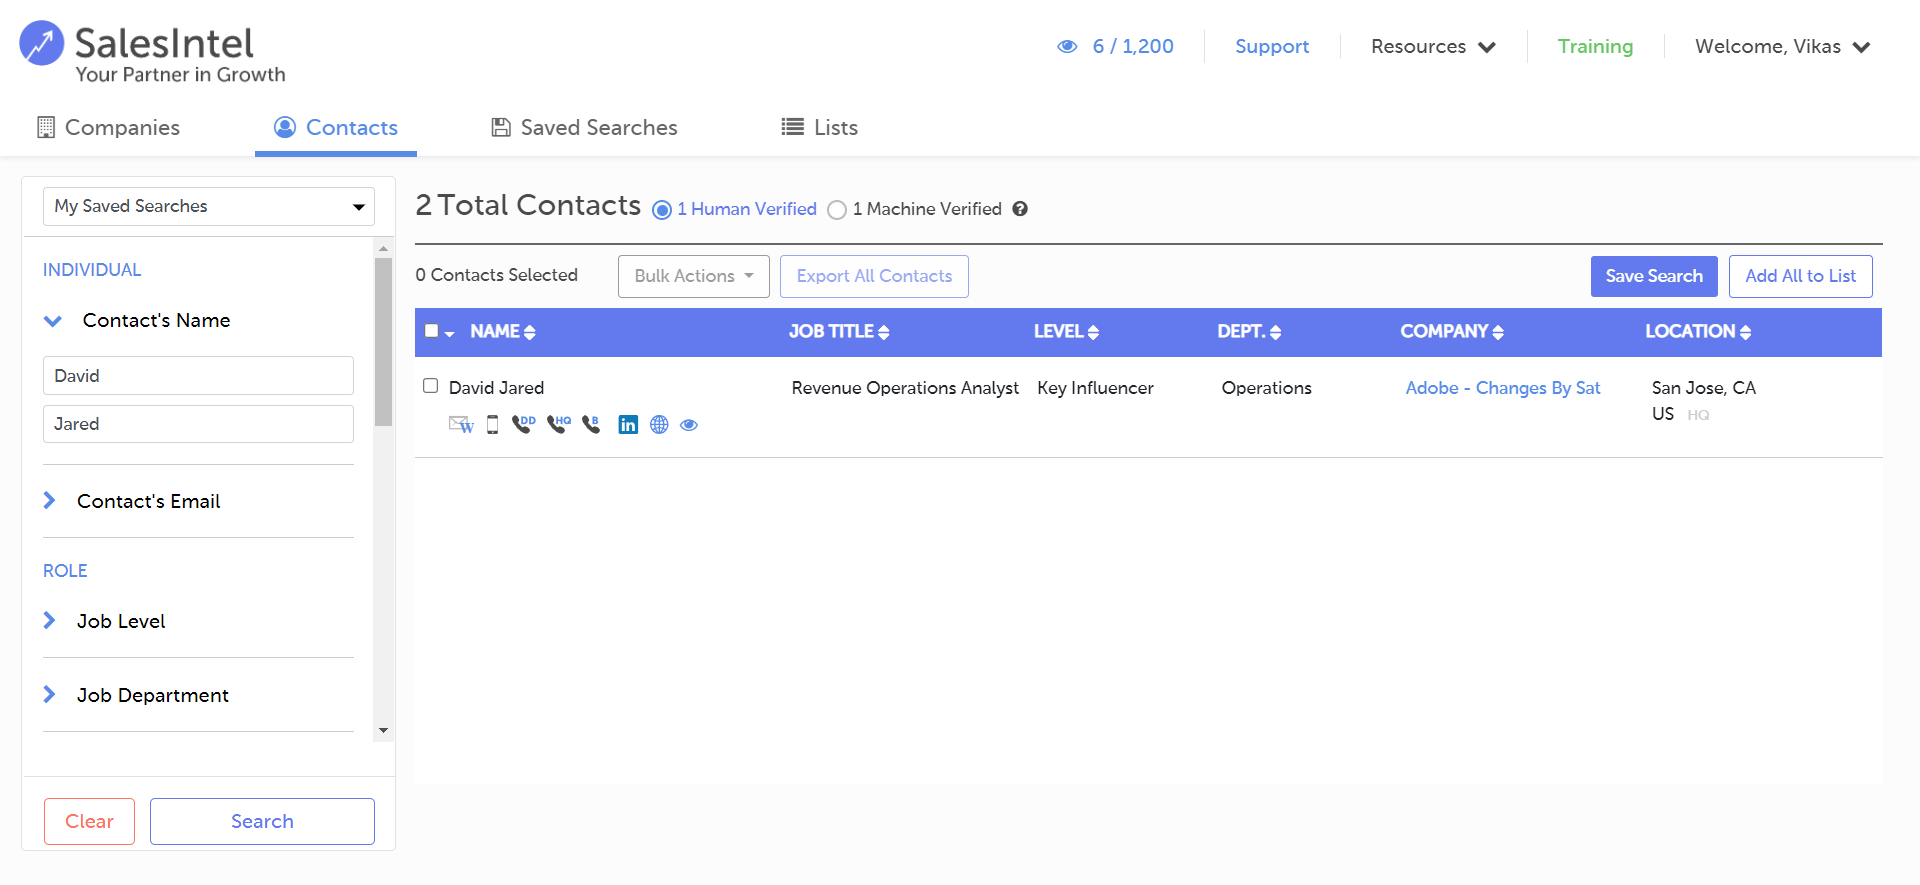 SalesIntel
Your Partner in Growth
6 / 1,200
Support
Resources
Training
Welcome, Vikas
Companies
Contacts
Saved Searches
Lists
My Saved Searches
INDIVIDUAL
Contact's Name
David
Jared
Contact's Email
ROLE
Job Level
Job Department
Clear
Search
2 Total Contacts
1 Human Verified
1 Machine Verified
?
0 Contacts Selected
Bulk Actions
Export All Contacts
Save Search
Add All to List
NAME
JOB TITLE
LEVEL
DEPT.
COMPANY
LOCATION
David Jared
Revenue Operations Analyst
Key Influencer
Operations
Adobe - Changes By Sat
San Jose, CA
US HQ
W
DD
HQ
B
in